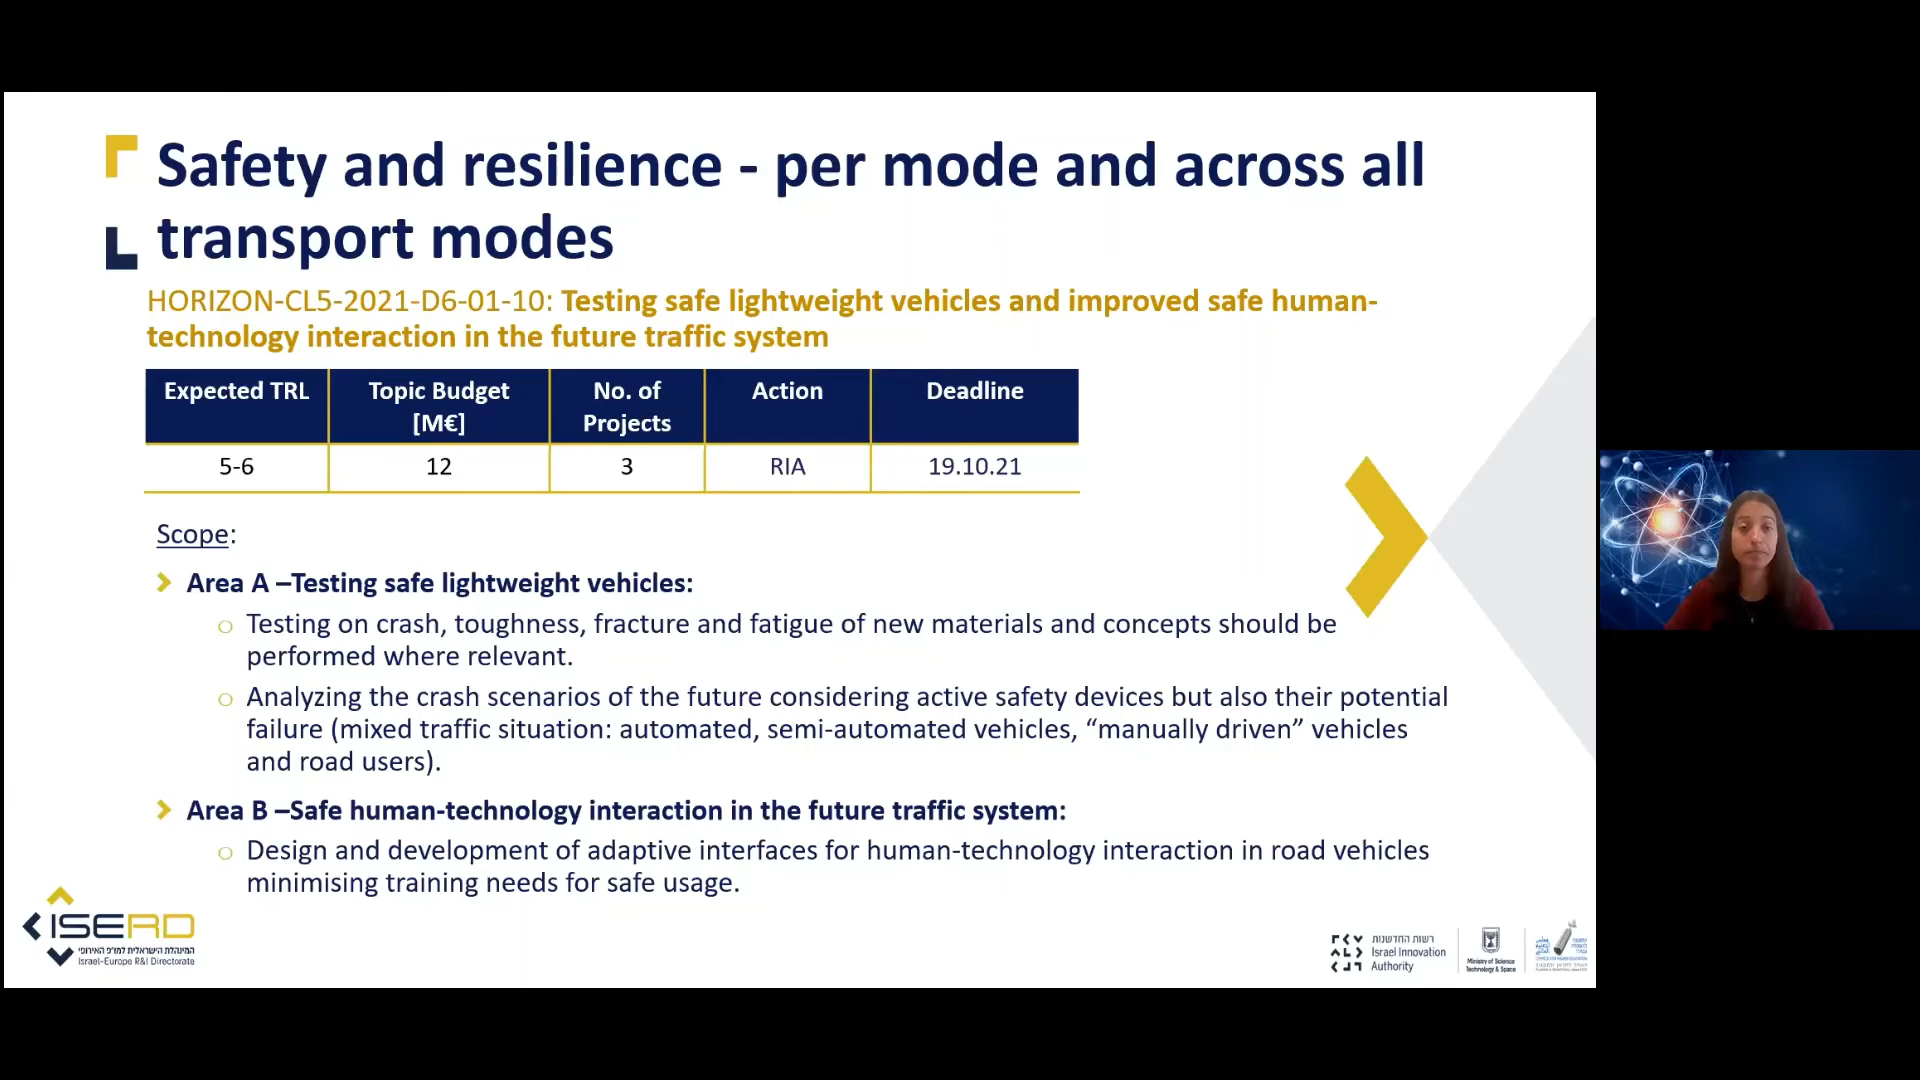 Safety and resilience - per mode and across all
transport modes
HORIZON-CL5-2021-D6-01-10: Testing safe lightweight vehicles and improved safe human-
technology interaction in the future traffic system
Expected TRL
Topic Budget
[M€]
No. of
Projects
Action
Deadline
5-6
12
3
RIA
19.10.21
Scope:
Area A –Testing safe lightweight vehicles:
Testing on crash, toughness, fracture and fatigue of new materials and concepts should be
performed where relevant.
Analyzing the crash scenarios of the future considering active safety devices but also their potential
failure (mixed traffic situation: automated, semi-automated vehicles, “manually driven” vehicles
and road users).
Area B –Safe human-technology interaction in the future traffic system:
Design and development of adaptive interfaces for human-technology interaction in road vehicles
minimising training needs for safe usage.
ISERD
המינהלת הישראלית למו״פ האירופי
Israel-Europe R&I Directorate
רשות החדשנות
Israel Innovation
Authority
Ministry of Science
Technology & Space